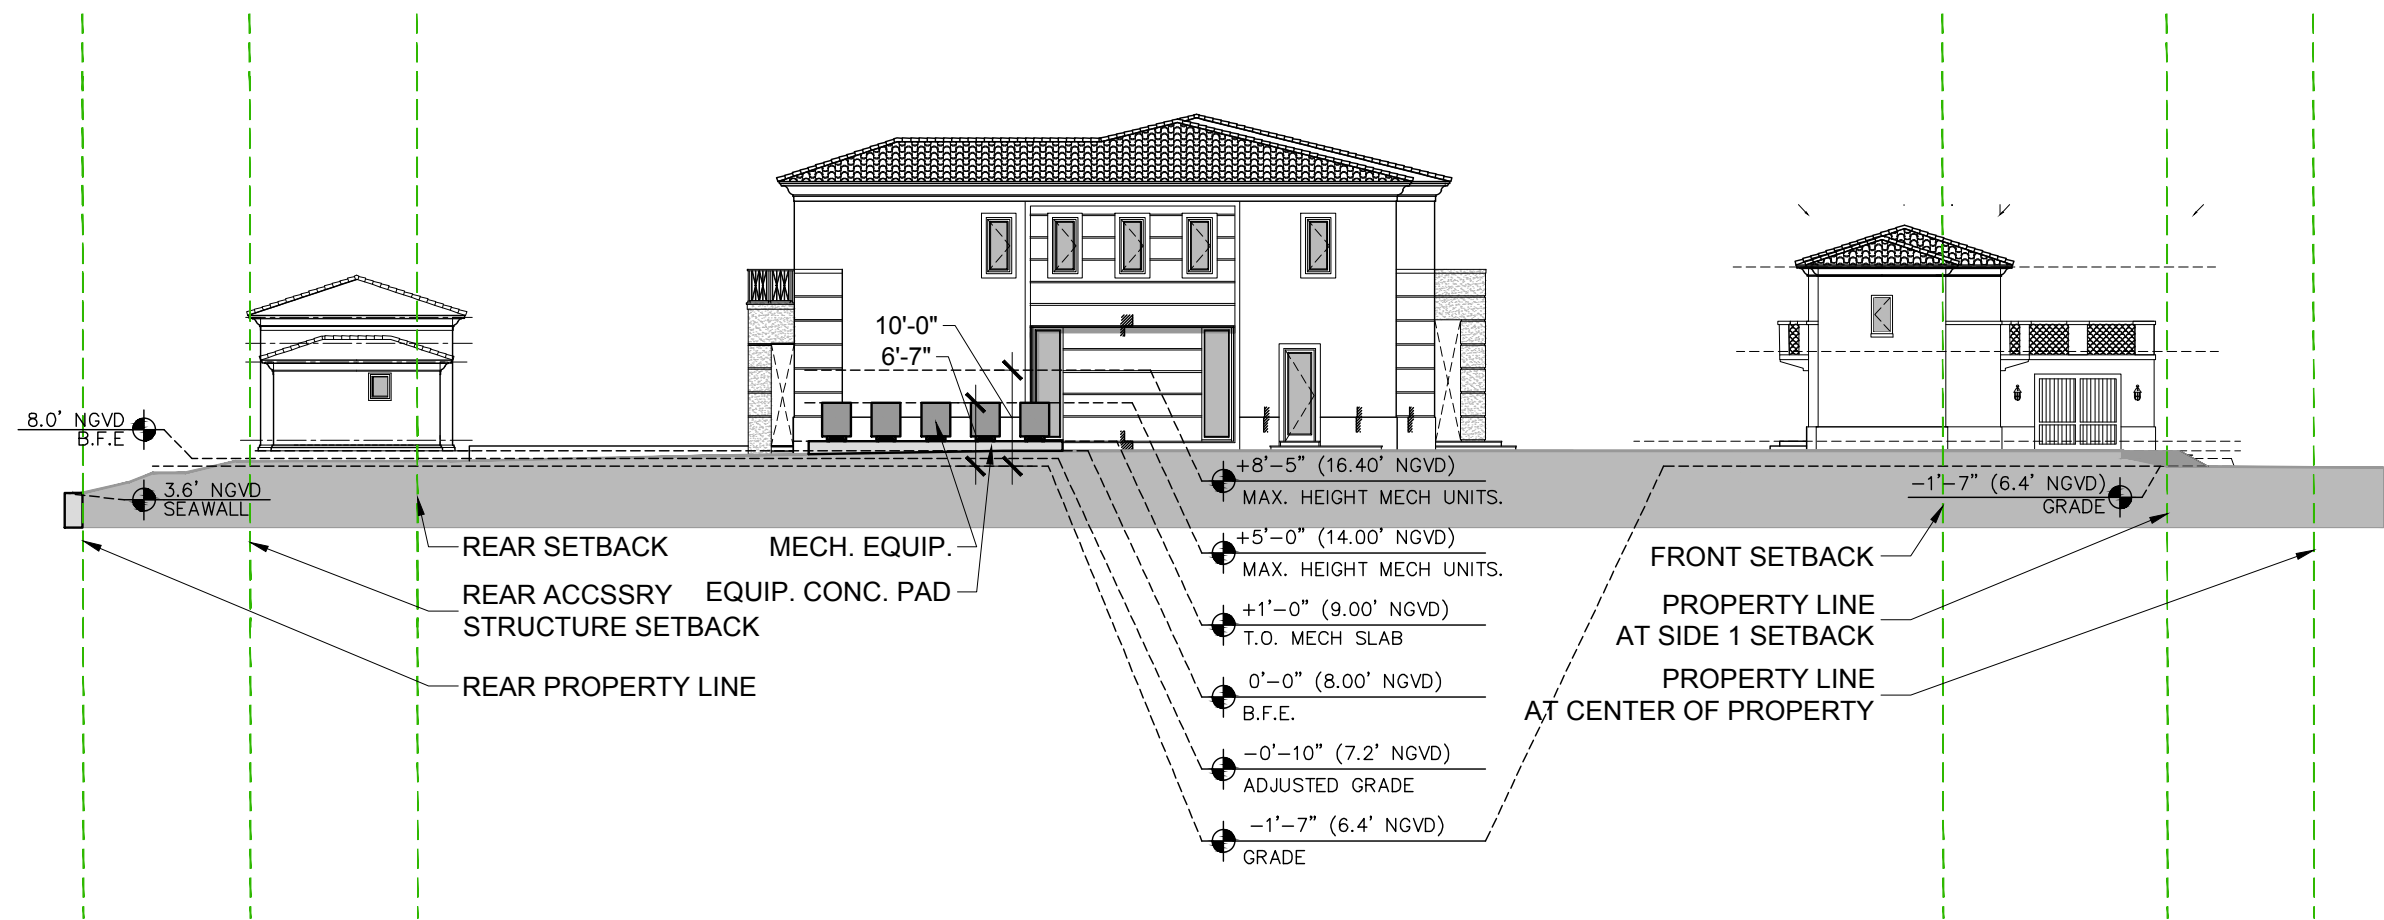 10'-0"
6'-7"
8.0' NGVD
B.F.E
3.6' NGVD
SEAWALL
REAR SETBACK
REAR ACCSSRY
STRUCTURE SETBACK
REAR PROPERTY LINE
MECH. EQUIP.
EQUIP. CONC. PAD
+8'-5" (16.40' NGVD)
MAX. HEIGHT MECH UNITS.
+5'-0" (14.00' NGVD)
MAX. HEIGHT MECH UNITS.
+1'-0" (9.00' NGVD)
T.O. MECH SLAB
0'-0" (8.00' NGVD)
B.F.E.
-0'-10" (7.2' NGVD)
ADJUSTED GRADE
-1'-7" (6.4' NGVD)
GRADE
-1'-7" (6.4' NGVD)
GRADE
FRONT SETBACK
PROPERTY LINE
AT SIDE 1 SETBACK
PROPERTY LINE
AT CENTER OF PROPERTY